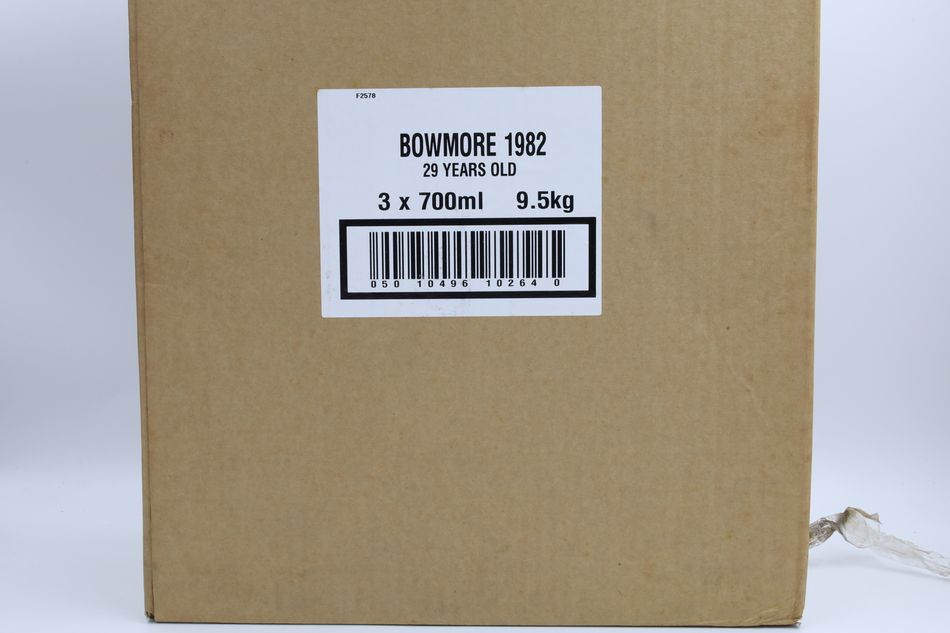 F2578
BOWMORE 1982
29 YEARS OLD
3 x 700ml 9.5kg
050 10496 10264 0